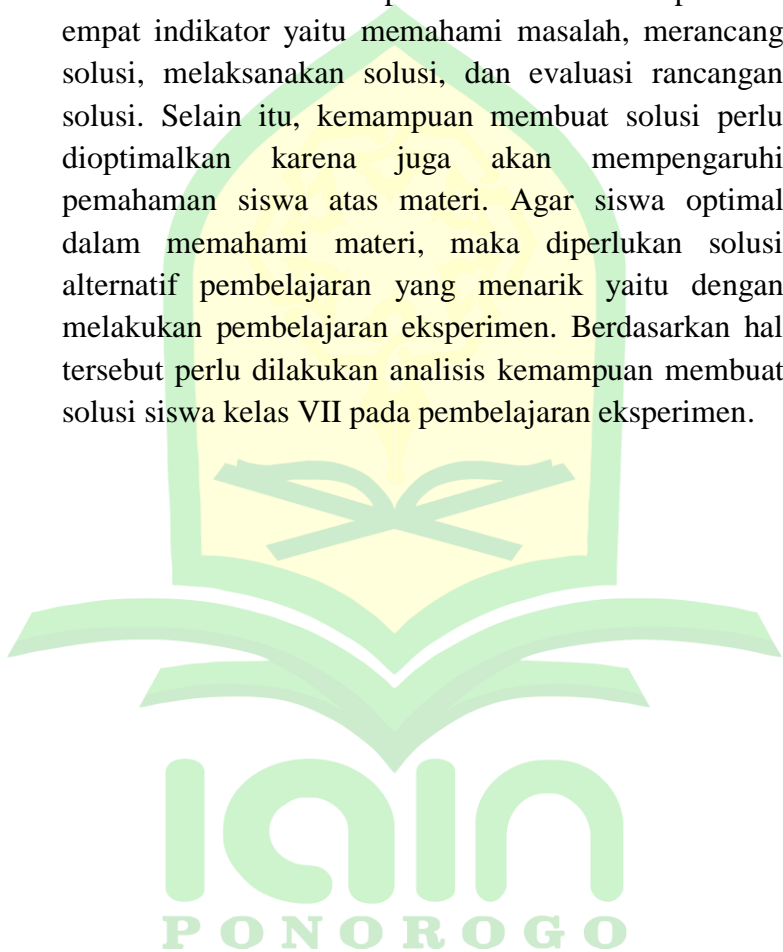 empat indikator yaitu memahami masalah, merancang
solusi, melaksanakan solusi, dan evaluasi rancangan
solusi. Selain itu, kemampuan membuat solusi perlu
dioptimalkan karena juga akan mempengaruhi
pemahaman siswa atas materi. Agar siswa optimal
dalam memahami materi, maka diperlukan solusi
alternatif pembelajaran yang menarik yaitu dengan
melakukan pembelajaran eksperimen. Berdasarkan hal
tersebut perlu dilakukan analisis kemampuan membuat
solusi siswa kelas VII pada pembelajaran eksperimen.
iain
PONOROGO